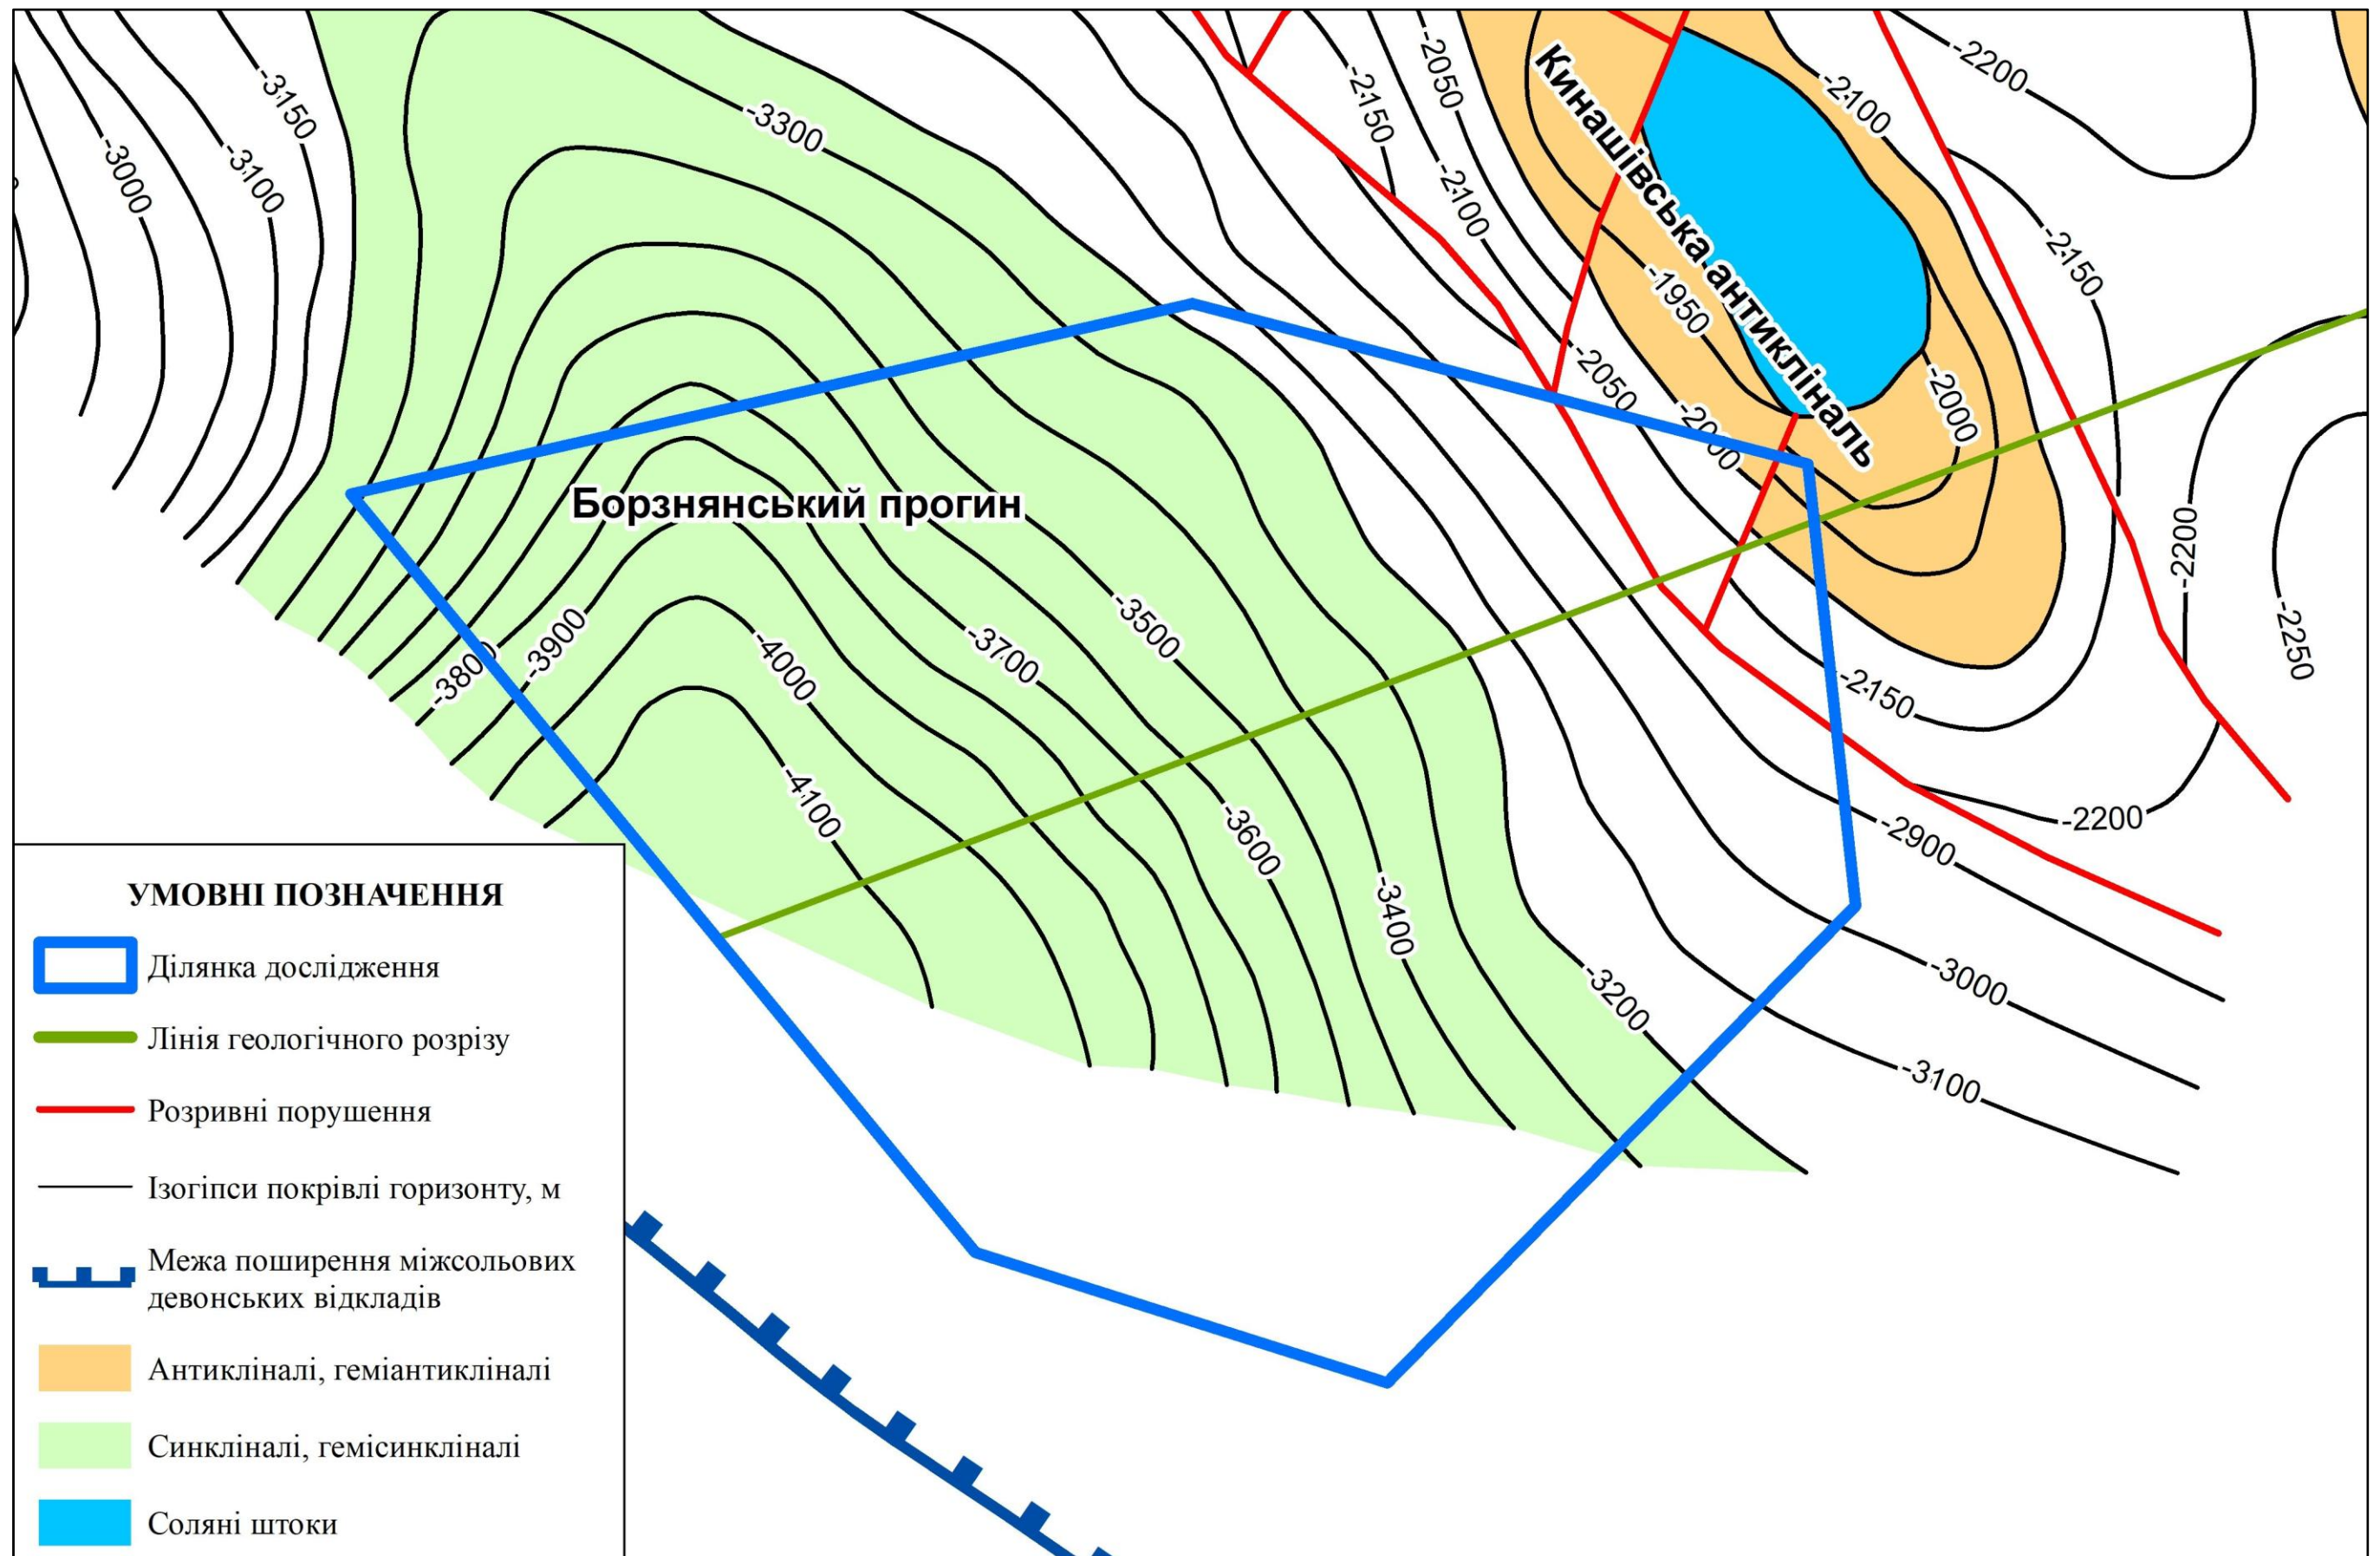 -3150
-3000
-3100
-3300
-2150
-2050
-2100
-2100
-2200
-2150
Кинашівська антикліналь
-1950
-2050
-2000
-2000
-2200
-2250
Борзнянський прогин
-3800
-3900
-4000
-3700
-3500
-2150
-4100
-3600
-3400
-2200
-2900
-3200
-3000
-3100
УМОВНІ ПОЗНАЧЕННЯ
Ділянка дослідження
Лінія геологічного розрізу
Розривні порушення
Ізогіпси покрівлі горизонту, м
Межа поширення міжсольових
девонських відкладів
Антикліналі, геміантикліналі
Синкліналі, гемісинкліналі
Соляні штоки